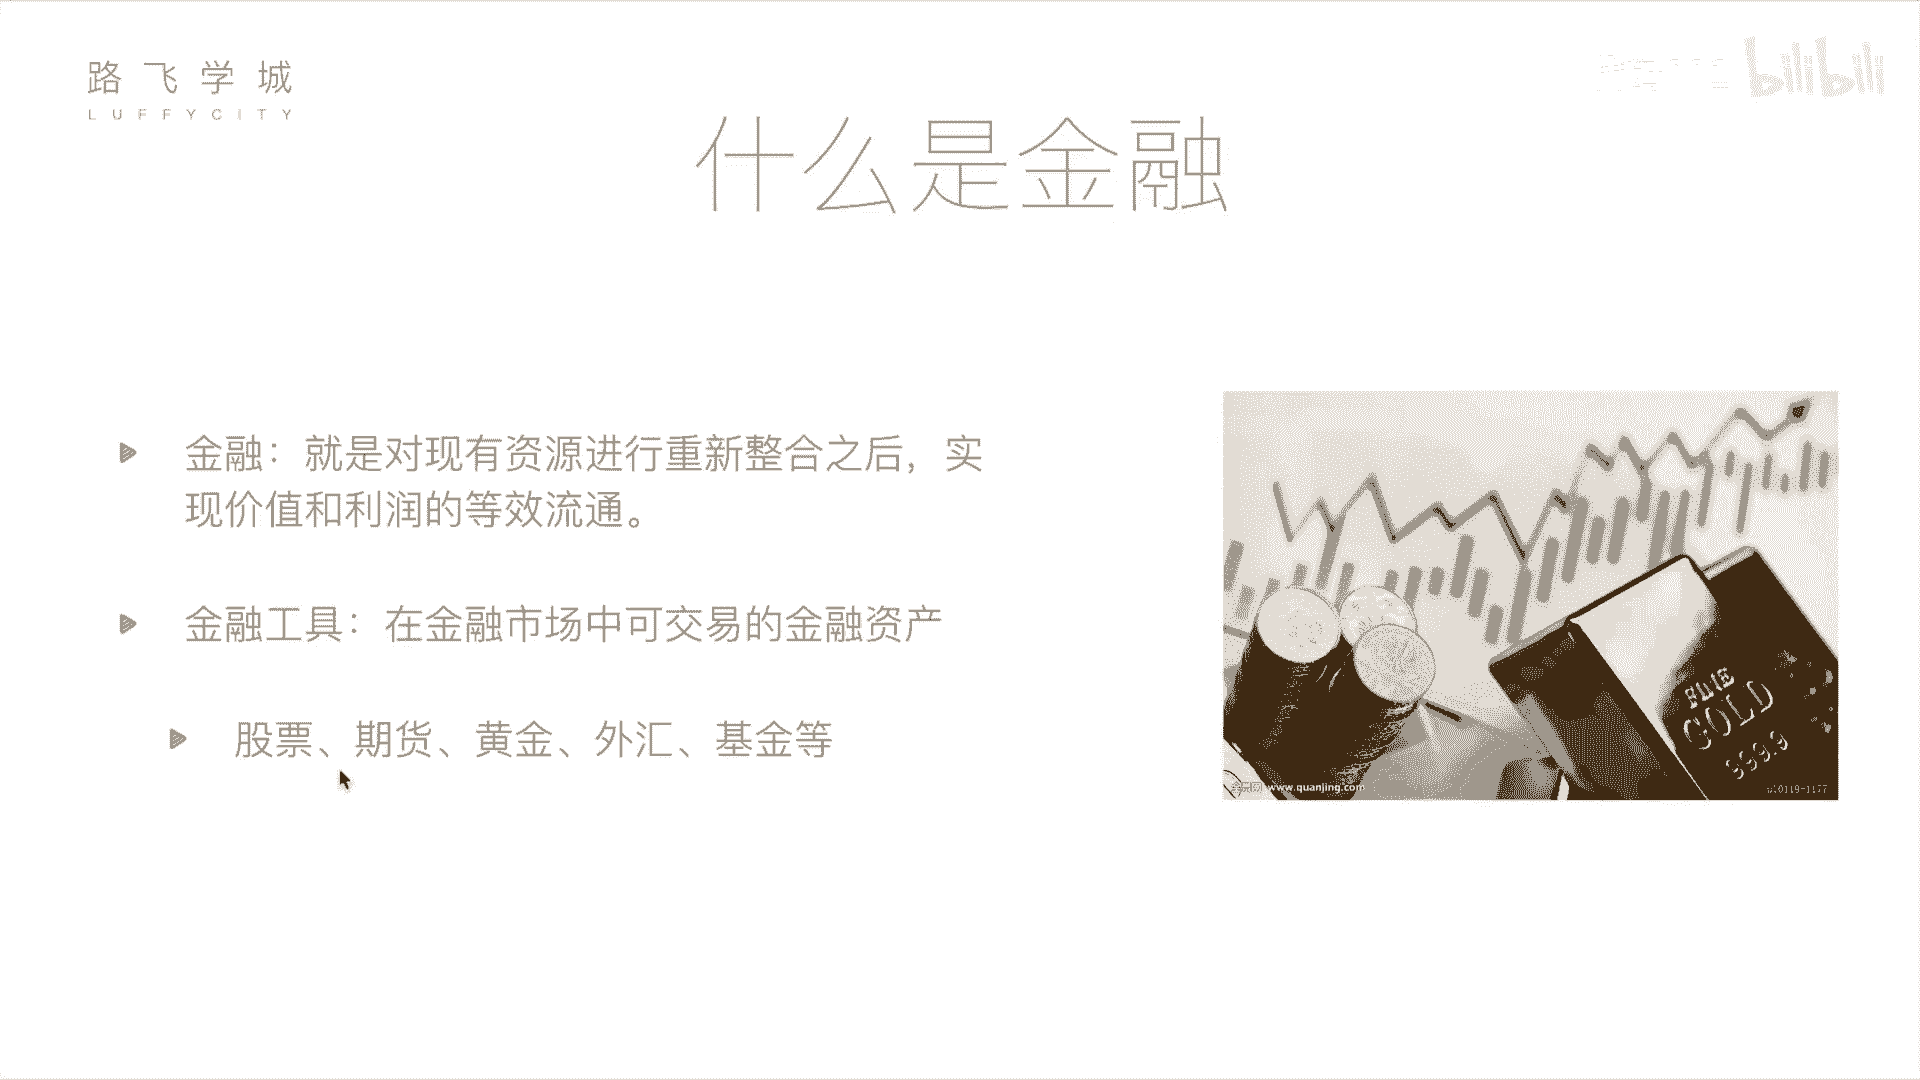 路飞学城
LUFFYCITY
bilibili
什么是金融
金融：就是对现有资源进行重新整合之后，实
现价值和利润的等效流通。
金融工具：在金融市场中可交易的金融资产
股票、期货、黄金、外汇、基金等
FINE
GOLD
999.9
全景网 www.quanjing.com